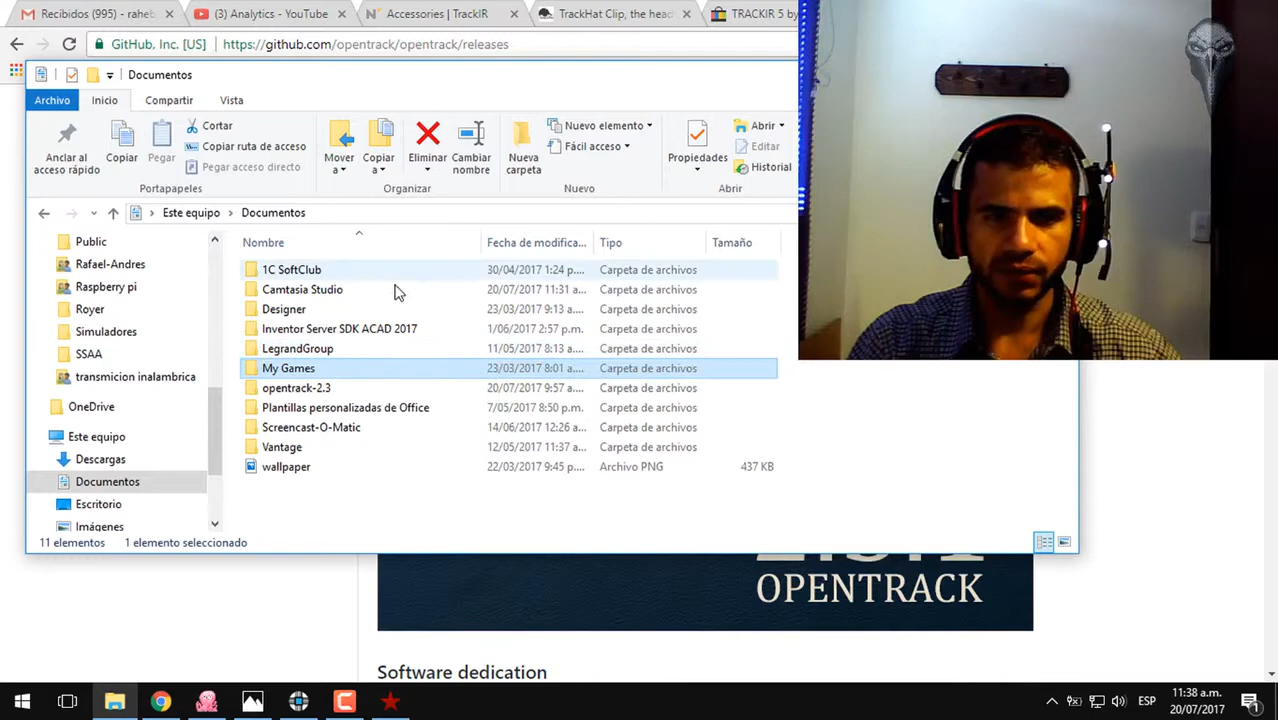 Recibidos (995) - raheb
(3) Analytics - YouTube
Accessories | TrackIR
TrackHat Clip, the head
TRACKIR 5 by
GitHub, Inc. [US]
https://github.com/opentrack/opentrack/releases
Documentos
Archivo
Inicio
Compartir
Vista
Anclar al
acceso rápido
Copiar
Pegar
Cortar
Copiar ruta de acceso
Pegar acceso directo
Mover
a
Copiar
a
Eliminar
Cambiar
nombre
Nueva
carpeta
Nuevo elemento
Fácil acceso
Propiedades
Abrir
Editar
Historial
Portapapeles
Organizar
Nuevo
Abrir
Este equipo
Documentos
Public
Rafael-Andres
Raspberry pi
Royer
Simuladores
SSAA
transmicion inalambrica
OneDrive
Este equipo
Descargas
Documentos
Escritorio
Imágenes
Nombre
Fecha de modifica...
Tipo
Tamaño
1C SoftClub
30/04/2017 1:24 p....
Carpeta de archivos
Camtasia Studio
20/07/2017 11:31 a...
Carpeta de archivos
Designer
23/03/2017 9:13 a....
Carpeta de archivos
Inventor Server SDK ACAD 2017
1/06/2017 2:57 p.m.
Carpeta de archivos
LegrandGroup
11/05/2017 8:13 a....
Carpeta de archivos
My Games
23/03/2017 8:01 a....
Carpeta de archivos
opentrack-2.3
20/07/2017 9:57 a....
Carpeta de archivos
Plantillas personalizadas de Office
7/05/2017 8:50 p.m.
Carpeta de archivos
Screencast-O-Matic
14/06/2017 12:26 a...
Carpeta de archivos
Vantage
12/05/2017 11:37 a...
Carpeta de archivos
wallpaper
22/03/2017 9:45 p....
Archivo PNG
437 KB
11 elementos
1 elemento seleccionado
OPENTRACK
Software dedication
ESP
11:38 a.m.
20/07/2017
1